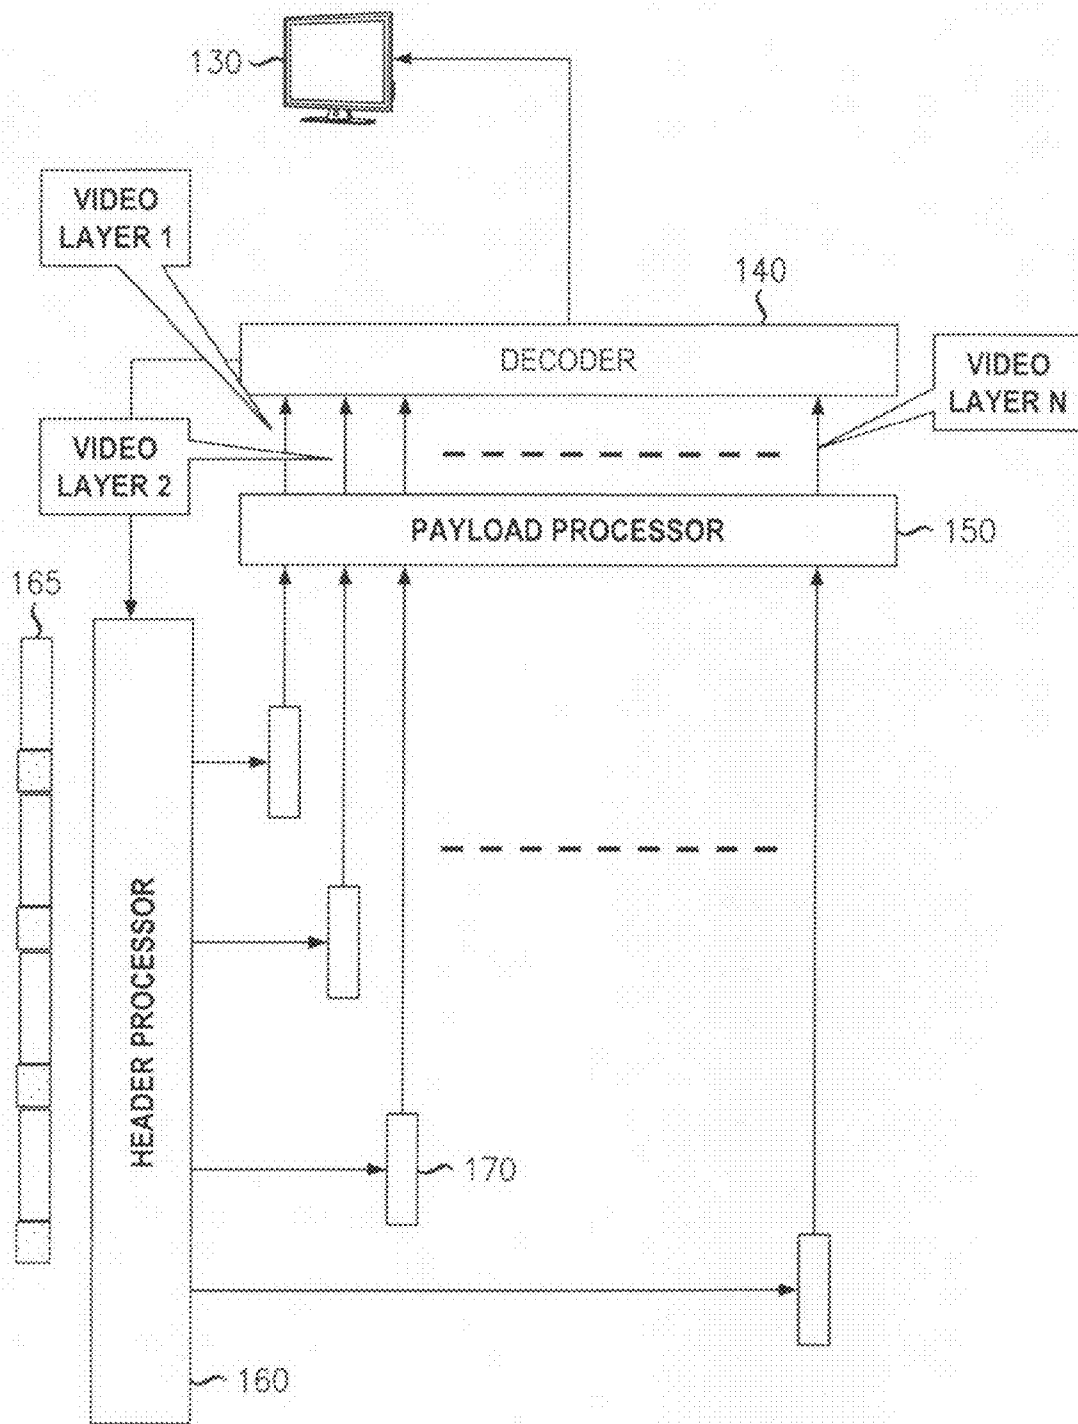 130
VIDEO
LAYER 1
140
DECODER
VIDEO
LAYER N
VIDEO
LAYER 2
PAYLOAD PROCESSOR
150
165
HEADER PROCESSOR
170
160